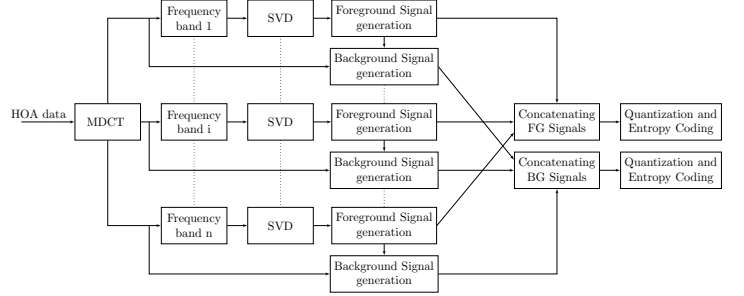 Frequency
band 1
SVD
Foreground Signal
generation
Background Signal
generation
HOA data
MDCT
Frequency
band i
SVD
Foreground Signal
generation
Concatenating
FG Signals
Quantization and
Entropy Coding
Background Signal
generation
Concatenating
BG Signals
Quantization and
Entropy Coding
Frequency
band n
SVD
Foreground Signal
generation
Background Signal
generation